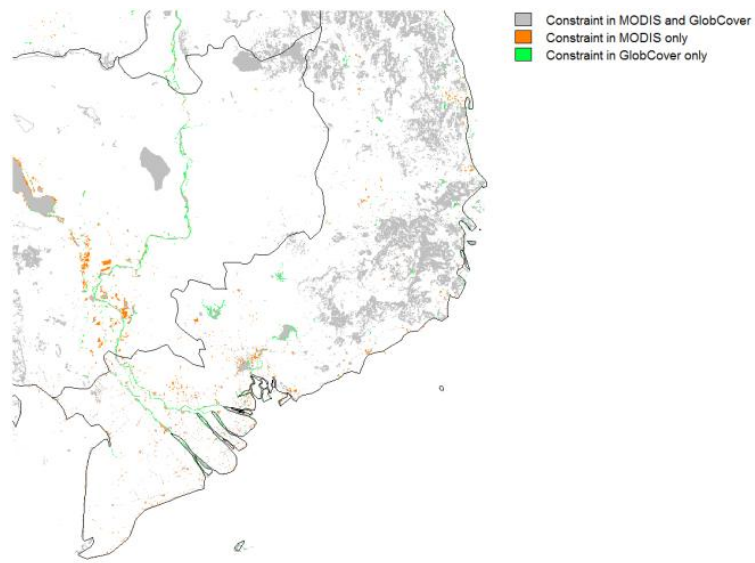 Constraint in MODIS and GlobCover
Constraint in MODIS only
Constraint in GlobCover only